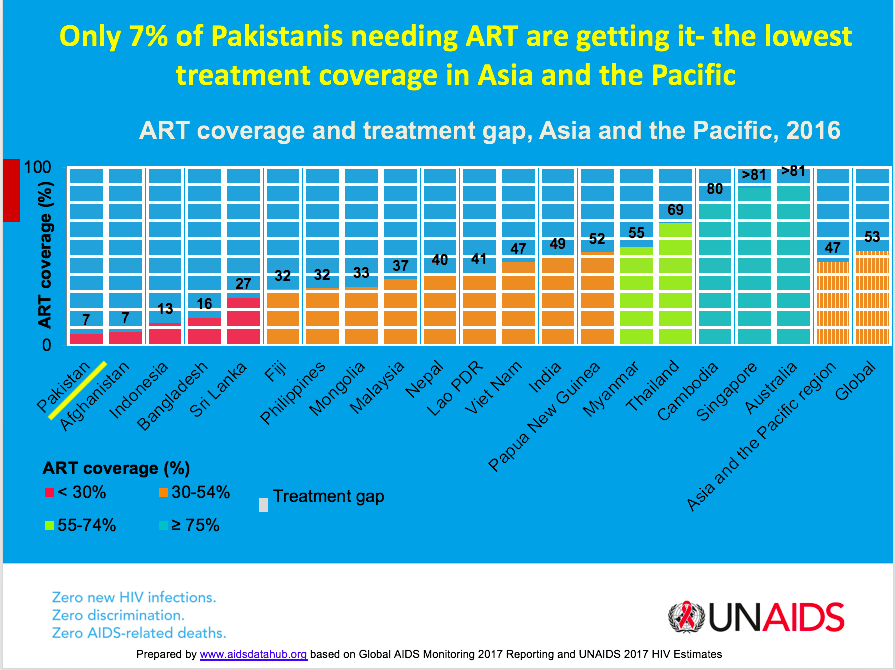 Only 7% of Pakistanis needing ART are getting it- the lowest
treatment coverage in Asia and the Pacific
ART coverage and treatment gap, Asia and the Pacific, 2016
ART coverage (%)
100
0
7
7
13
16
27
32
32
33
37
40
41
47
49
52
55
69
80
>81
>81
47
53
Pakistan
Afghanistan
Indonesia
Bangladesh
Sri Lanka
Fiji
Philippines
Mongolia
Malaysia
Nepal
Lao PDR
Viet Nam
India
Papua New Guinea
Myanmar
Thailand
Cambodia
Singapore
Australia
Asia and the Pacific region
Global
ART coverage (%)
< 30%
30-54%
Treatment gap
55-74%
≥ 75%
Zero new HIV infections.
Zero discrimination.
Zero AIDS-related deaths.
UNAIDS
Prepared by www.aidsdatahub.org based on Global AIDS Monitoring 2017 Reporting and UNAIDS 2017 HIV Estimates